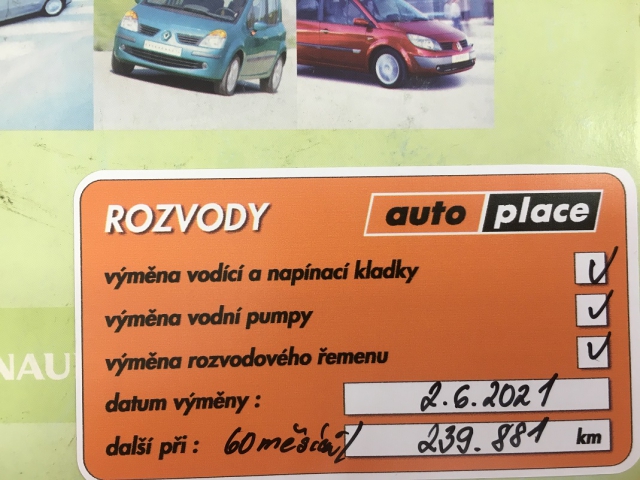 ROZVODY auto place
výměna vodící a napínací kladky
výměna vodní pumpy
výměna rozvodového řemenu
datum výměny : 2.6.2021
další při : 60 měsíců/ 239.881 km